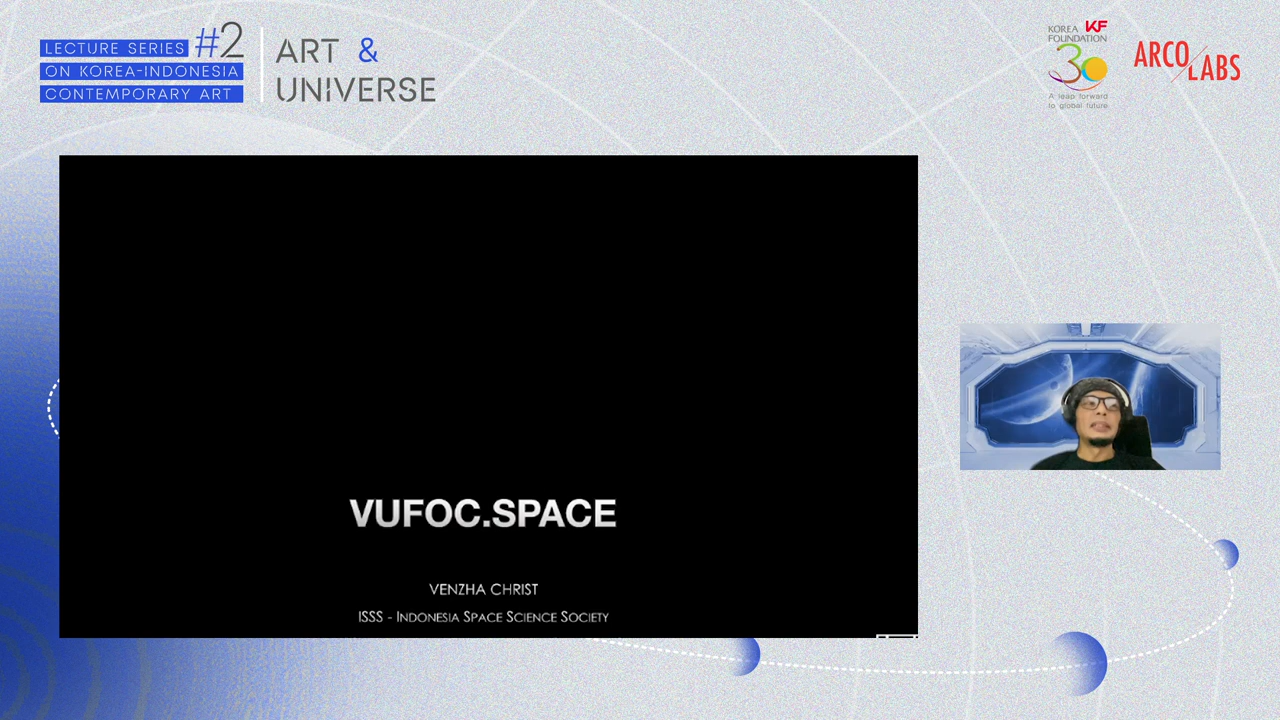 LECTURE SERIES #2
ON KOREA-INDONESIA
CONTEMPORARY ART
ART &
UNIVERSE
KOREA KF
FOUNDATION
30
A leap forward
to global future
ARCO LABS
VUFOC.SPACE
VENZHA CHRIST
ISSS - INDONESIA SPACE SCIENCE SOCIETY